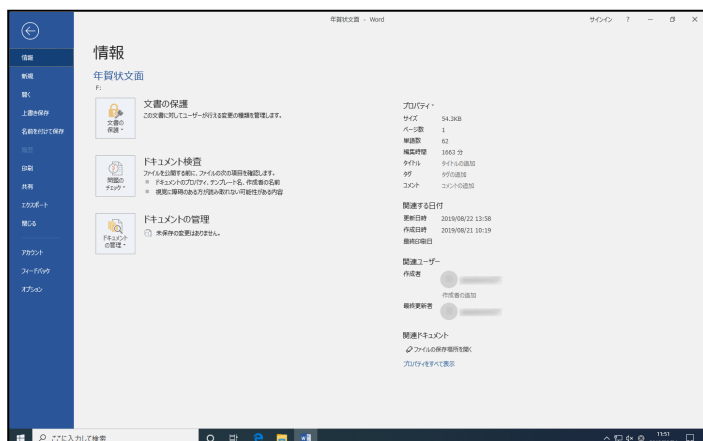 年賀状文面 - Word
サインイン ?
情報
新規
開く
上書き保存
名前を付けて保存
履歴
印刷
共有
エクスポート
閉じる
アカウント
フィードバック
オプション
情報
年賀状文面
F:
文書の保護
文書の保護
この文書に対してユーザーが行える変更の種類を管理します。
問題のチェック
ドキュメント検査
ファイルを公開する前に、ファイルの次の項目を確認します。
ドキュメントのプロパティ、テンプレート名、作成者の名前
視覚に障碍のある方が読み取れない可能性がある内容
ドキュメントの管理
ドキュメントの管理
未保存の変更はありません。
プロパティ
サイズ 54.3KB
ページ数 1
単語数 62
編集時間 1663 分
タイトル タイトルの追加
タグ タグの追加
コメント コメントの追加
関連する日付
更新日時 2019/08/22 13:58
作成日時 2019/08/21 10:19
最終印刷日
関連ユーザー
作成者
作成者の追加
最終更新者
関連ドキュメント
ファイルの保存場所を開く
プロパティをすべて表示
ここに入力して検索
11:51